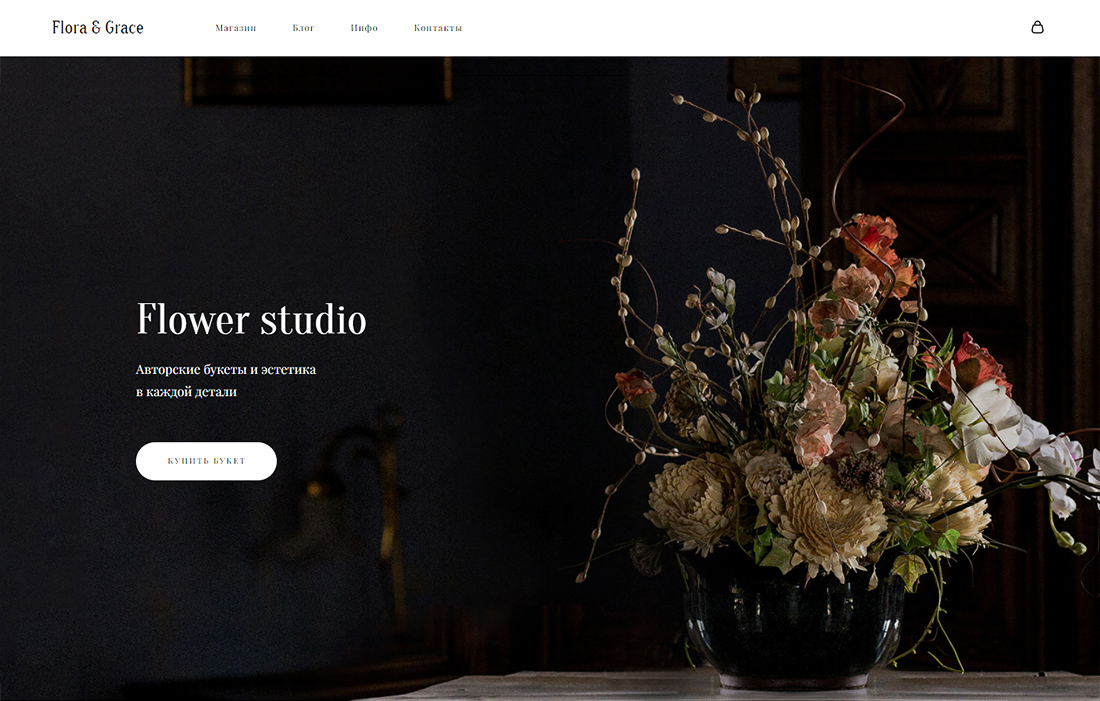 Flora & Grace Магазин Блог Инфо Контакты
Flower studio
Авторские букеты и эстетика
в каждой детали
КУПИТЬ БУКЕТ